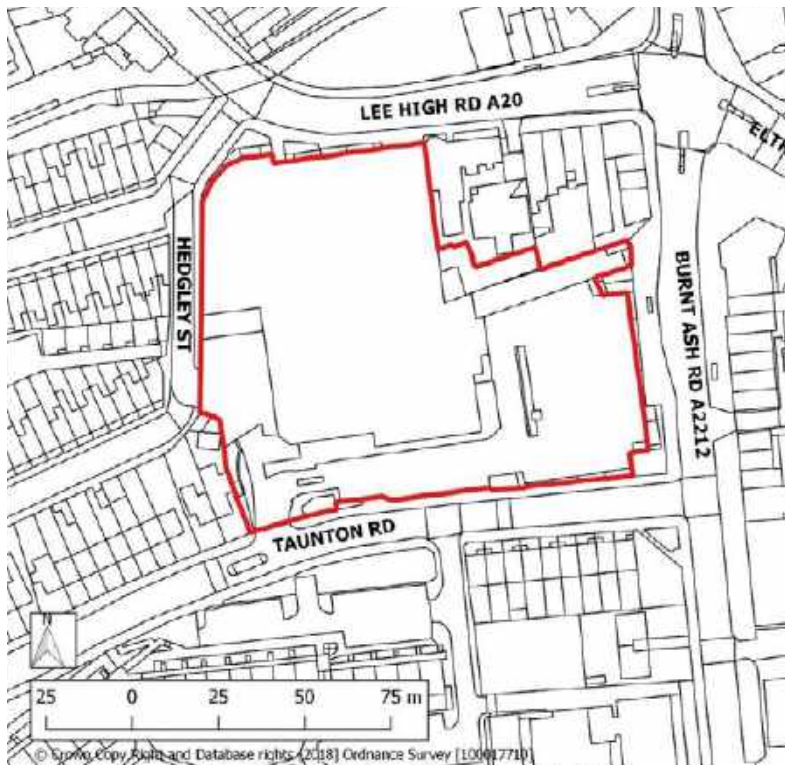 LEE HIGH RD A20
HEDGLEY ST
BURNT ASH RD A2212
TAUNTON RD
N
25 0 25 50 75 m
© Crown Copy Right and Database rights [2018] Ordnance Survey [100017710]